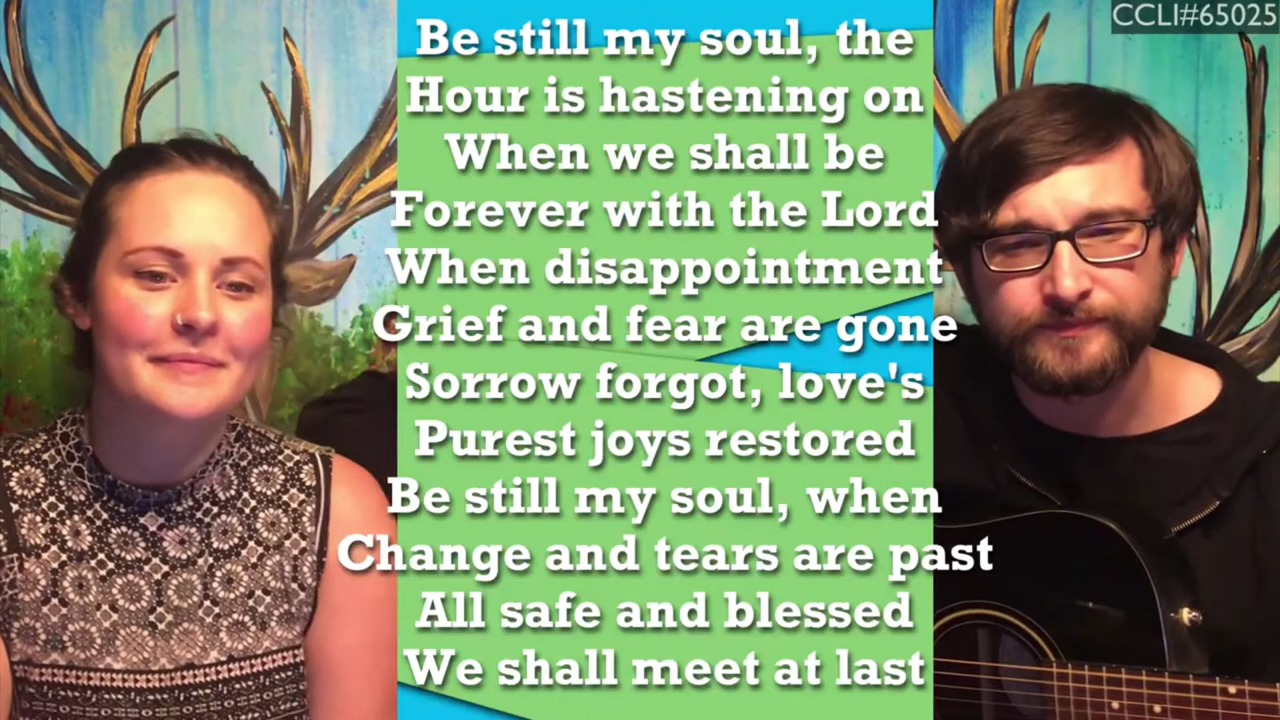 CCLI#65025
Be still my soul, the
Hour is hastening on
When we shall be
Forever with the Lord
When disappointment
Grief and fear are gone
Sorrow forgot, love's
Purest joys restored
Be still my soul, when
Change and tears are past
All safe and blessed
We shall meet at last